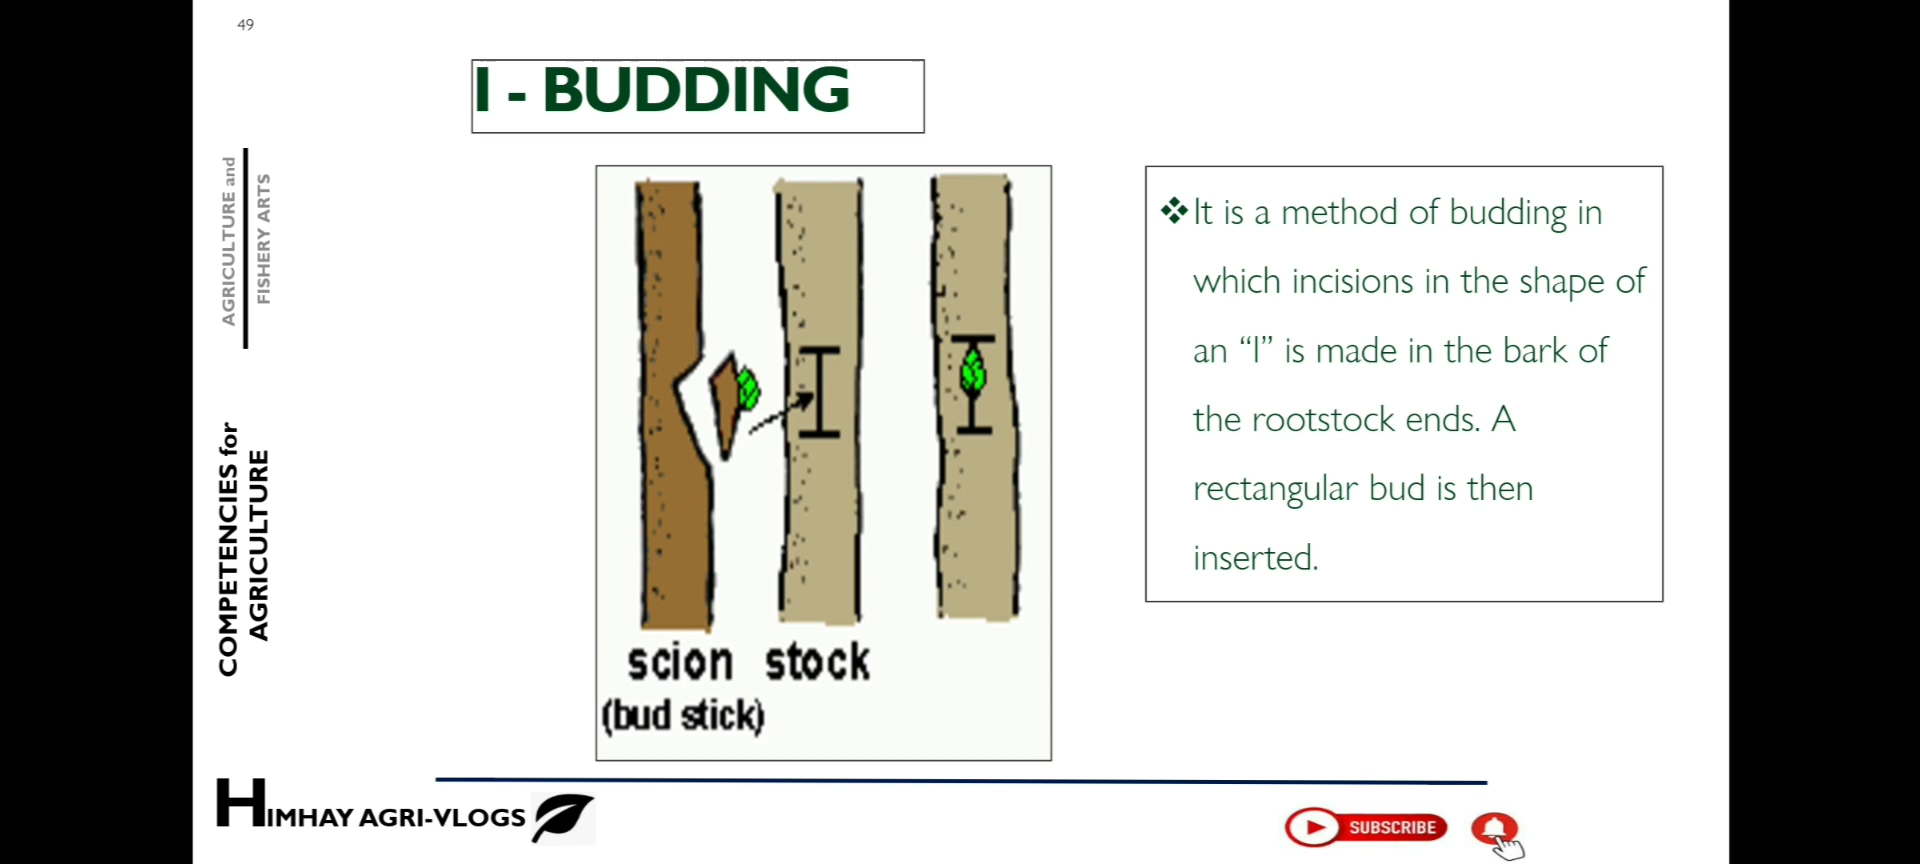 49
I - BUDDING
AGRICULTURE and
FISHERY ARTS
COMPETENCIES for
AGRICULTURE
scion stock
(bud stick)
❖It is a method of budding in
which incisions in the shape of
an “I” is made in the bark of
the rootstock ends. A
rectangular bud is then
inserted.
HIMHAY AGRI-VLOGS
SUBSCRIBE